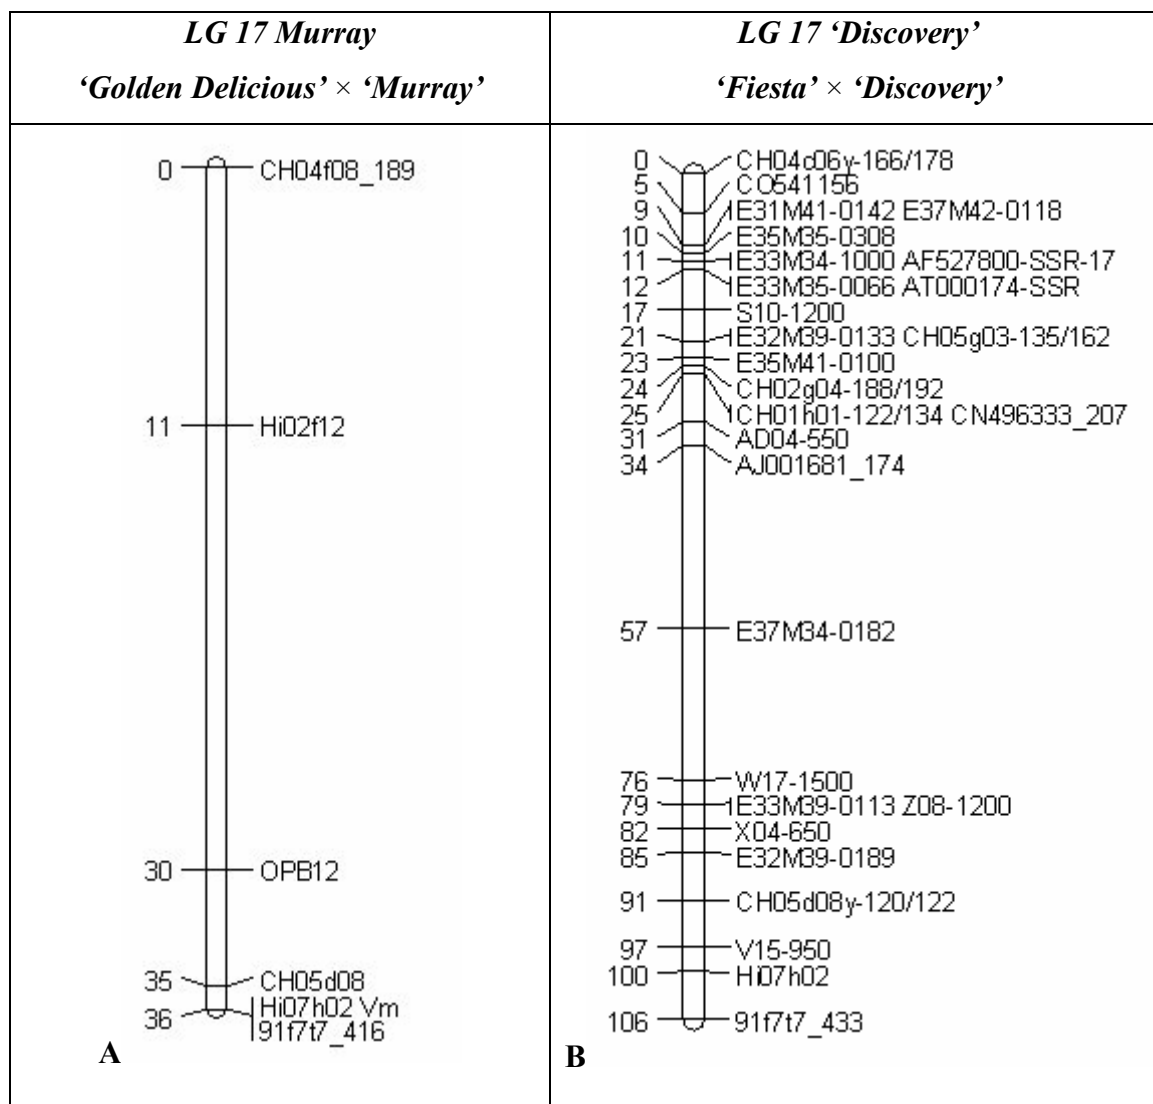 LG 17 Murray
‘Golden Delicious’ × ‘Murray’
LG 17 ‘Discovery’
‘Fiesta’ × ‘Discovery’
0 CH04f08_189
11 Hi02f12
30 OPB12
35 CH05d08
36 Hi07h02 Vm
91f7t7_416
A
0 CH04c06y-166/178
5 CO541156
9 E31M41-0142 E37M42-0118
10 E35M35-0308
11 E33M34-1000 AF527800-SSR-17
12 E33M35-0066 AT000174-SSR
17 S10-1200
21 E32M39-0133 CH05g03-135/162
23 E35M41-0100
24 CH02g04-188/192
25 CH01h01-122/134 CN496333_207
31 AD04-550
34 AJ001681_174
57 E37M34-0182
76 W17-1500
79 E33M39-0113 Z08-1200
82 X04-650
85 E32M39-0189
91 CH05d08y-120/122
97 V15-950
100 Hi07h02
106 91f7t7_433
B